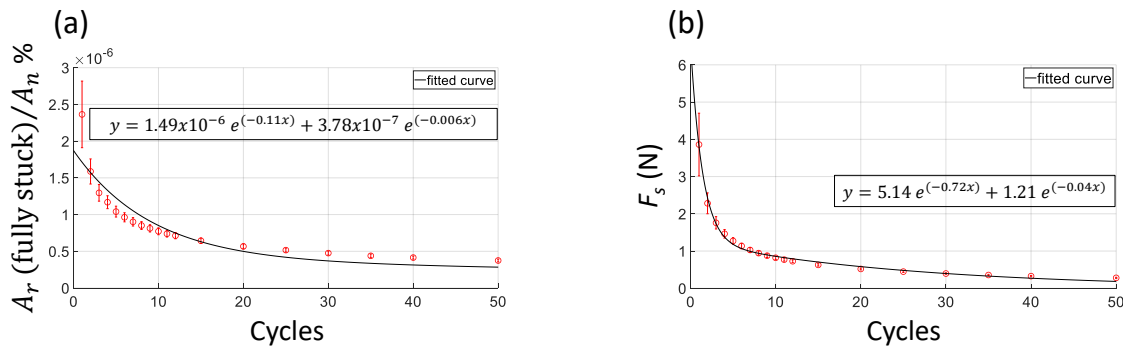 (a)
×10⁻⁶
A_r (fully stuck)/A_n %
3
2.5
2
1.5
1
0.5
0
0 10 20 30 40 50
fitted curve
y = 1.49x10⁻⁶ e^(−0.11x) + 3.78x10⁻⁷ e^(−0.006x)
Cycles
(b)
F_s (N)
6
5
4
3
2
1
0
0 10 20 30 40 50
fitted curve
y = 5.14 e^(−0.72x) + 1.21 e^(−0.04x)
Cycles